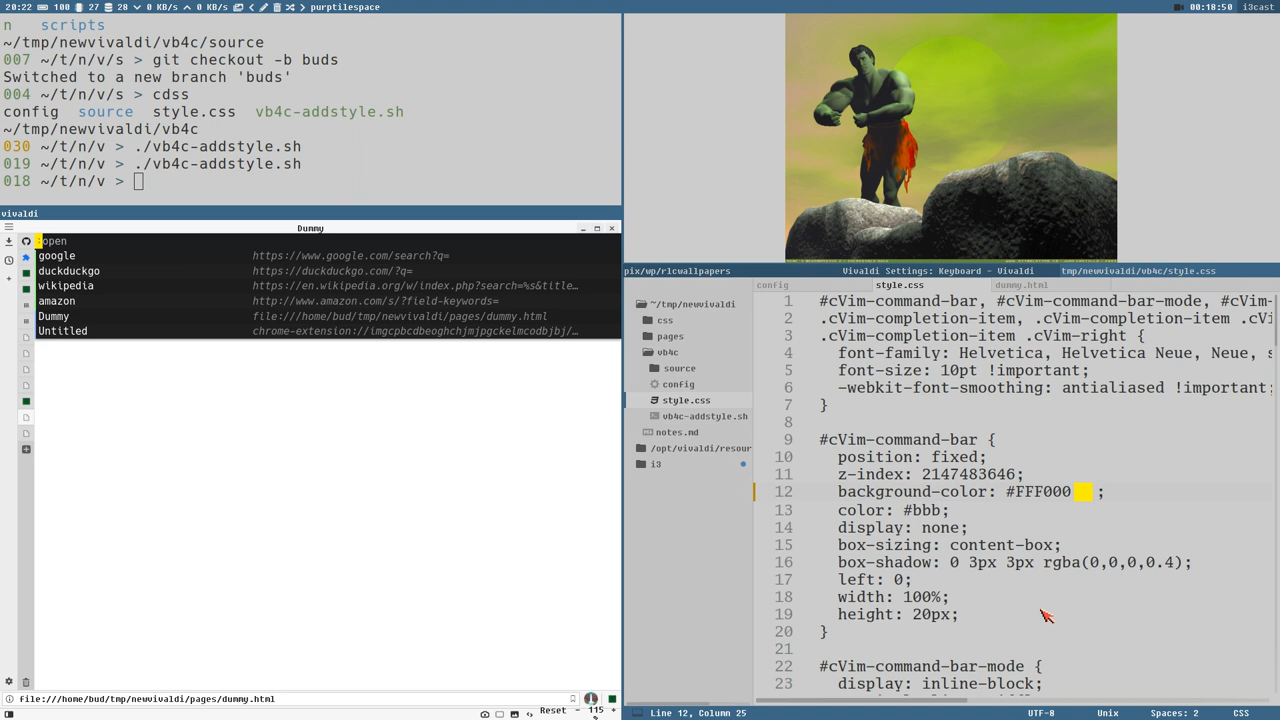 20:22 100 27 28 0 KB/s 0 KB/s purptilespace
00:18:50 i3cast
n scripts
~/tmp/newvivaldi/vb4c/source
007 ~/t/n/v/s > git checkout -b buds
Switched to a new branch 'buds'
004 ~/t/n/v/s > cdss
config source style.css vb4c-addstyle.sh
~/tmp/newvivaldi/vb4c
030 ~/t/n/v > ./vb4c-addstyle.sh
019 ~/t/n/v > ./vb4c-addstyle.sh
018 ~/t/n/v >
vivaldi
Dummy
:open
google https://www.google.com/search?q=
duckduckgo https://duckduckgo.com/?q=
wikipedia https://en.wikipedia.org/w/index.php?search=%s&title…
amazon http://www.amazon.com/s/?field-keywords=
Dummy file:///home/bud/tmp/newvivaldi/pages/dummy.html
Untitled chrome-extension://imgcpbcdbeoghchjmjpgckelmcodbjbj/…
file:///home/bud/tmp/newvivaldi/pages/dummy.html
Reset - 115 % +
pix/wp/rlcwallpapers Vivaldi Settings: Keyboard - Vivaldi tmp/newvivaldi/vb4c/style.css
config style.css dummy.html
~/tmp/newvivaldi
css
pages
vb4c
source
config
style.css
vb4c-addstyle.sh
notes.md
/opt/vivaldi/resour
i3
1 #cVim-command-bar, #cVim-command-bar-mode, #cVim-
2 .cVim-completion-item, .cVim-completion-item .cVi
3 .cVim-completion-item .cVim-right {
4 font-family: Helvetica, Helvetica Neue, Neue, s
5 font-size: 10pt !important;
6 -webkit-font-smoothing: antialiased !important;
7 }
8
9 #cVim-command-bar {
10 position: fixed;
11 z-index: 2147483646;
12 background-color: #FFF000 ;
13 color: #bbb;
14 display: none;
15 box-sizing: content-box;
16 box-shadow: 0 3px 3px rgba(0,0,0,0.4);
17 left: 0;
18 width: 100%;
19 height: 20px;
20 }
21
22 #cVim-command-bar-mode {
23 display: inline-block;
Line 12, Column 25 UTF-8 Unix Spaces: 2 CSS